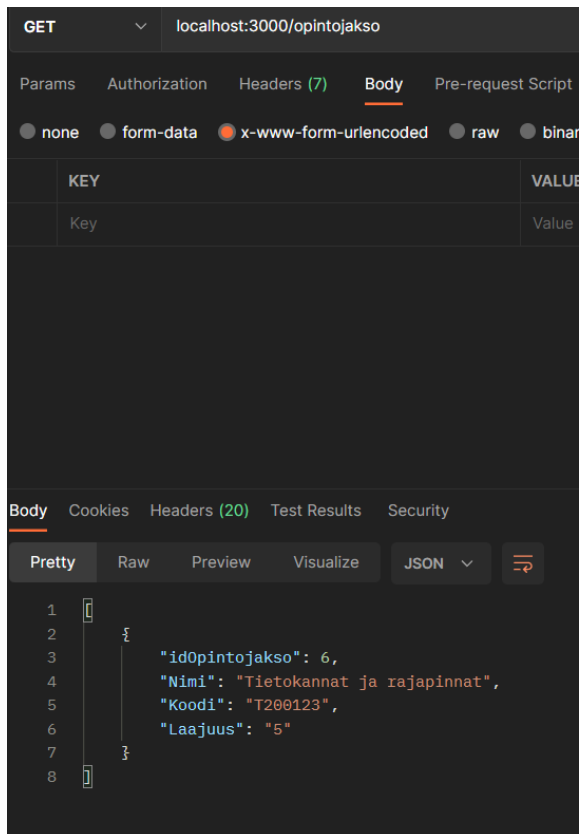 GET localhost:3000/opintojakso
Params Authorization Headers (7) Body Pre-request Script
none form-data x-www-form-urlencoded raw binar
KEY VALUE
Key Value
Body Cookies Headers (20) Test Results Security
Pretty Raw Preview Visualize JSON
1 [
2 {
3 "idOpintojakso": 6,
4 "Nimi": "Tietokannat ja rajapinnat",
5 "Koodi": "T200123",
6 "Laajuus": "5"
7 }
8 ]